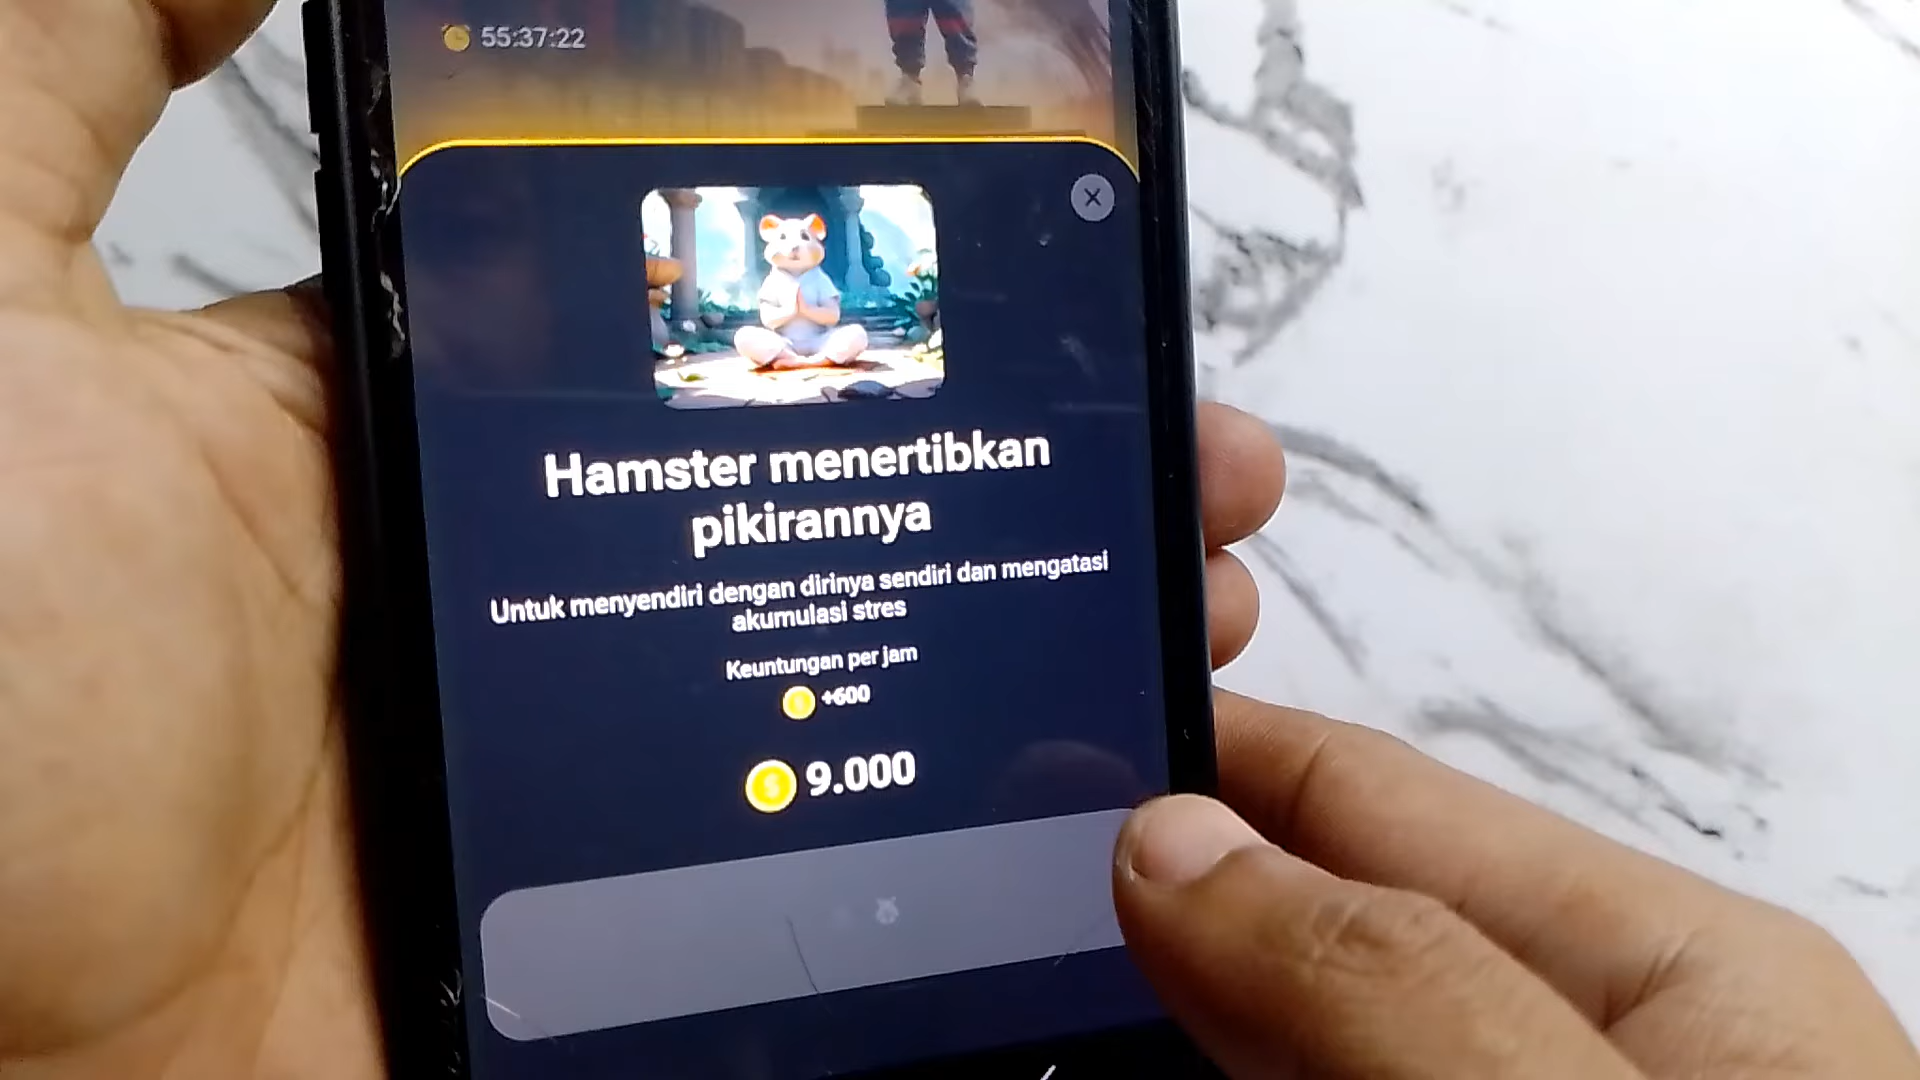 55:37:22
Hamster menertibkan
pikirannya
Untuk menyendiri dengan dirinya sendiri dan mengatasi
akumulasi stres
Keuntungan per jam
+600
9.000